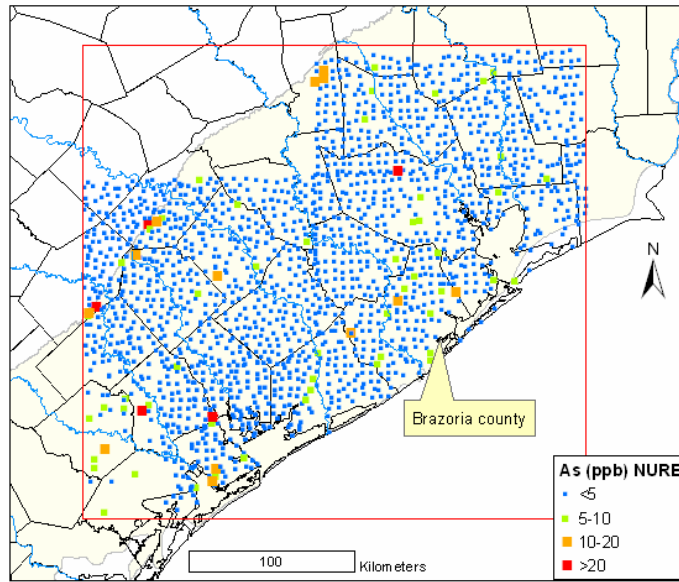 N
Brazoria county
As (ppb) NURE
<5
5-10
10-20
>20
100
Kilometers